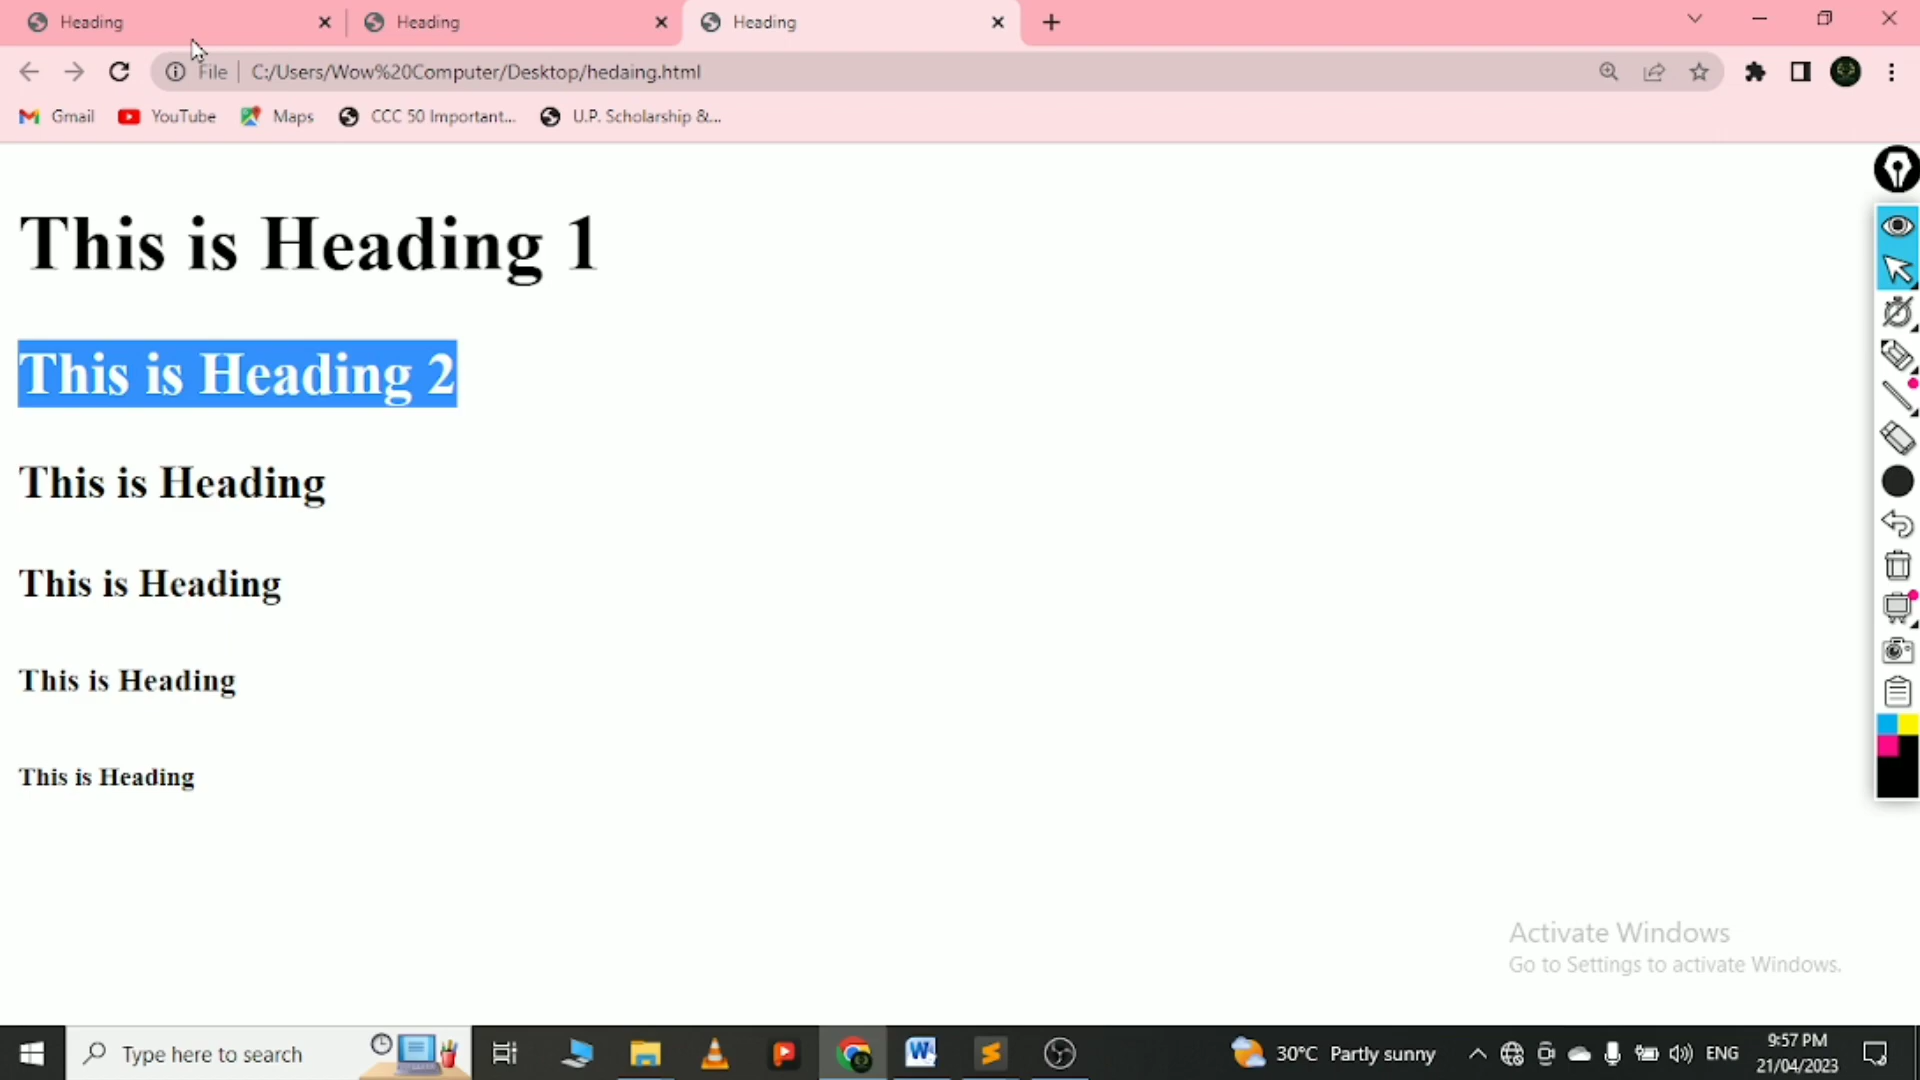 Heading
Heading
Heading
File
C:/Users/Wow%20Computer/Desktop/hedaing.html
Gmail
YouTube
Maps
CCC 50 Important...
U.P. Scholarship &...
This is Heading 1
This is Heading 2
This is Heading
This is Heading
This is Heading
This is Heading
Activate Windows
Go to Settings to activate Windows.
Type here to search
30°C Partly sunny
ENG
9:57 PM
21/04/2023